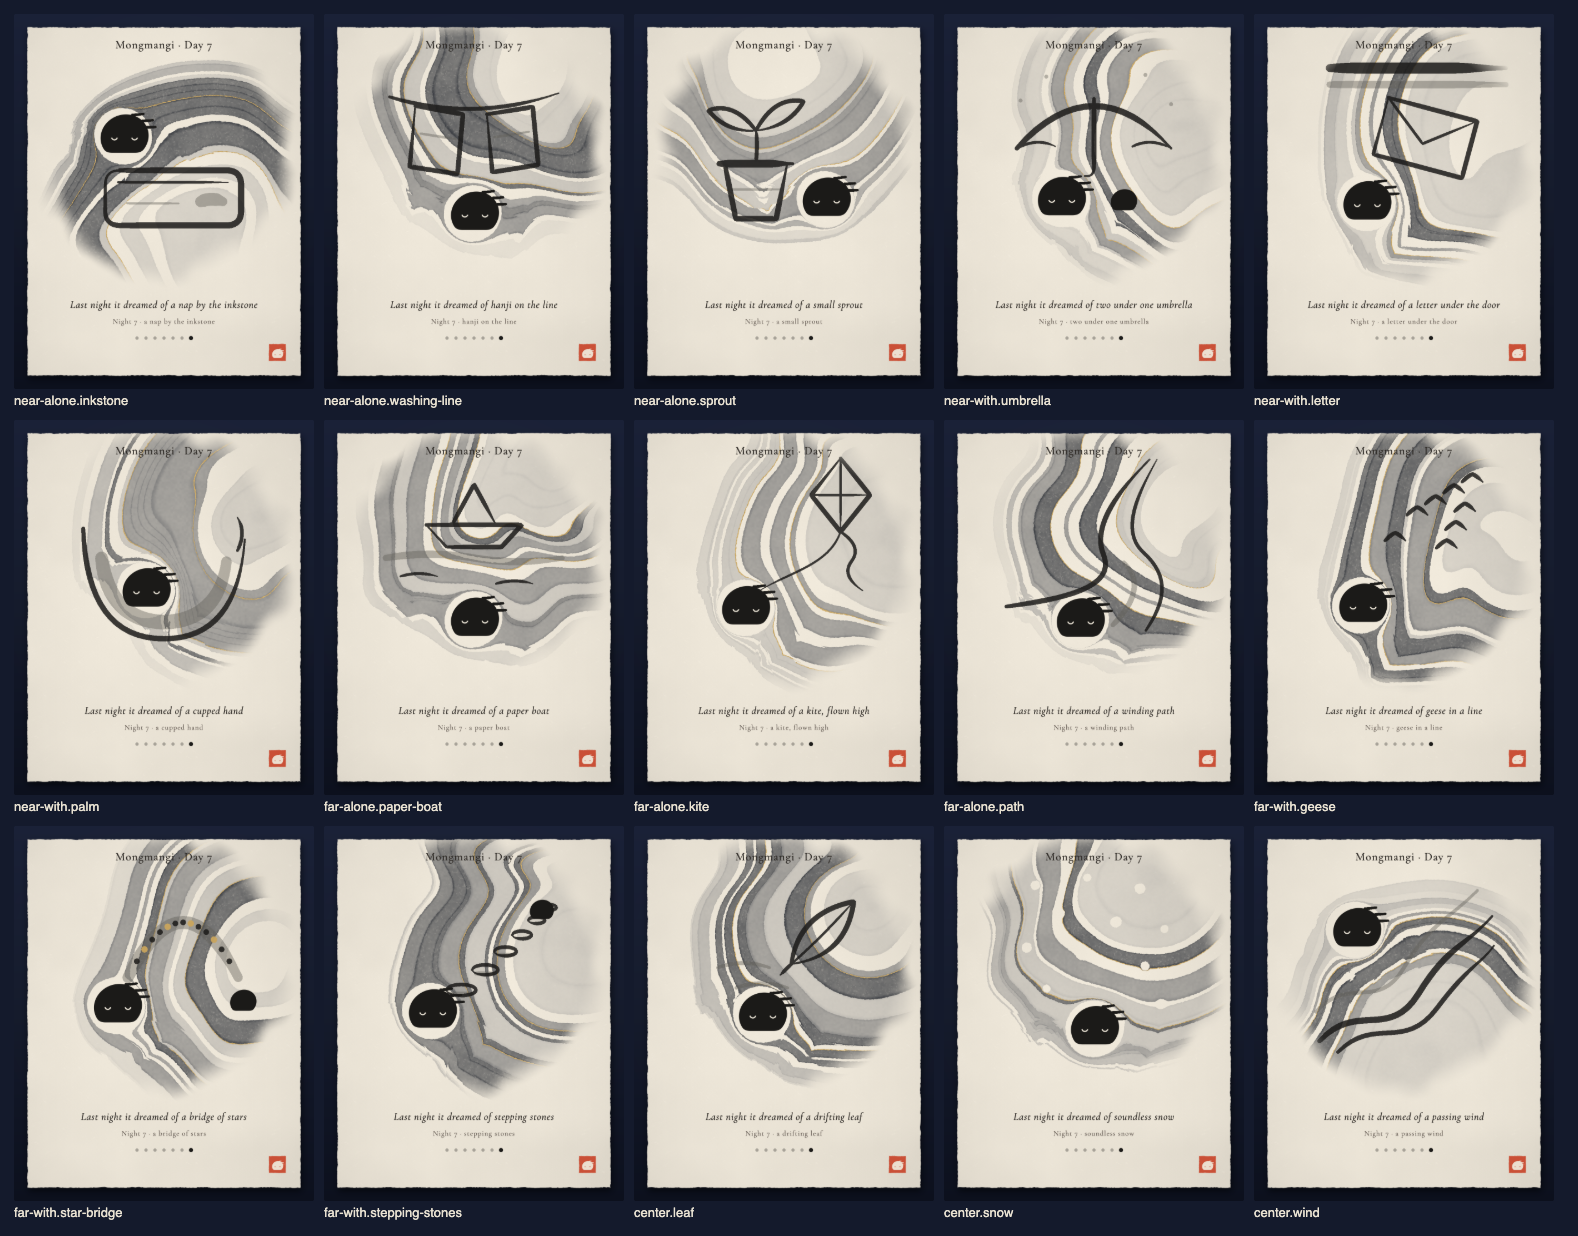 Mongmangi · Day 7
Last night it dreamed of a nap by the inkstone
Night 7 · a nap by the inkstone
near-alone.inkstone
Mongmangi · Day 7
Last night it dreamed of hanji on the line
Night 7 · hanji on the line
near-alone.washing-line
Mongmangi · Day 7
Last night it dreamed of a small sprout
Night 7 · a small sprout
near-alone.sprout
Mongmangi · Day 7
Last night it dreamed of two under one umbrella
Night 7 · two under one umbrella
near-with.umbrella
Mongmangi · Day 7
Last night it dreamed of a letter under the door
Night 7 · a letter under the door
near-with.letter
Mongmangi · Day 7
Last night it dreamed of a cupped hand
Night 7 · a cupped hand
near-with.palm
Mongmangi · Day 7
Last night it dreamed of a paper boat
Night 7 · a paper boat
far-alone.paper-boat
Mongmangi · Day 7
Last night it dreamed of a kite, flown high
Night 7 · a kite, flown high
far-alone.kite
Mongmangi · Day 7
Last night it dreamed of a winding path
Night 7 · a winding path
far-alone.path
Mongmangi · Day 7
Last night it dreamed of geese in a line
Night 7 · geese in a line
far-with.geese
Mongmangi · Day 7
Last night it dreamed of a bridge of stars
Night 7 · a bridge of stars
far-with.star-bridge
Mongmangi · Day 7
Last night it dreamed of stepping stones
Night 7 · stepping stones
far-with.stepping-stones
Mongmangi · Day 7
Last night it dreamed of a drifting leaf
Night 7 · a drifting leaf
center.leaf
Mongmangi · Day 7
Last night it dreamed of soundless snow
Night 7 · soundless snow
center.snow
Mongmangi · Day 7
Last night it dreamed of a passing wind
Night 7 · a passing wind
center.wind